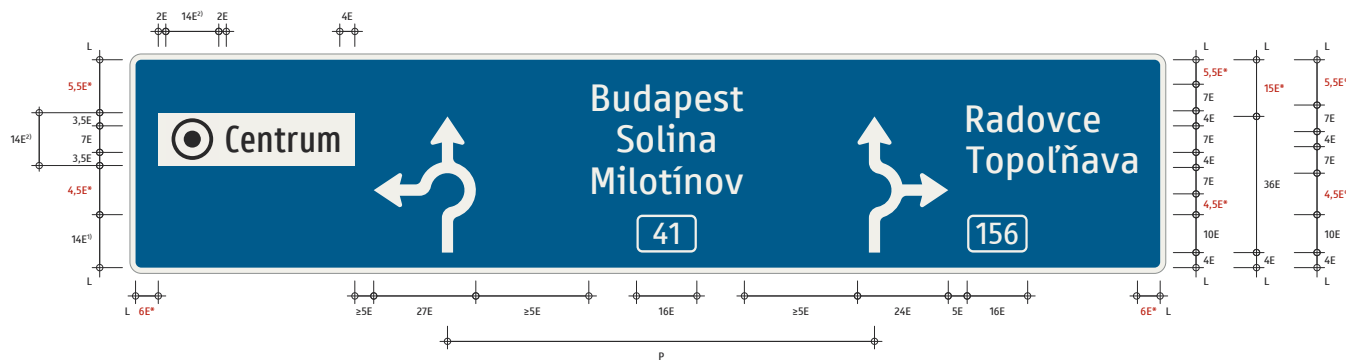 2E 14E²⁾ 2E 4E
L
5,5E*
14E²⁾
3,5E
7E
3,5E
4,5E*
14E¹⁾
L
Centrum
Budapest
Solina
Milotínov
41
Radovce
Topoľňava
156
L
5,5E*
7E
4E
7E
4E
7E
4,5E*
10E
4E
L
L
15E*
36E
4E
L
L
5,5E*
7E
4E
7E
4,5E*
10E
4E
L
L 6E* ≥5E 27E ≥5E 16E ≥5E 24E 5E 16E 6E* L
P